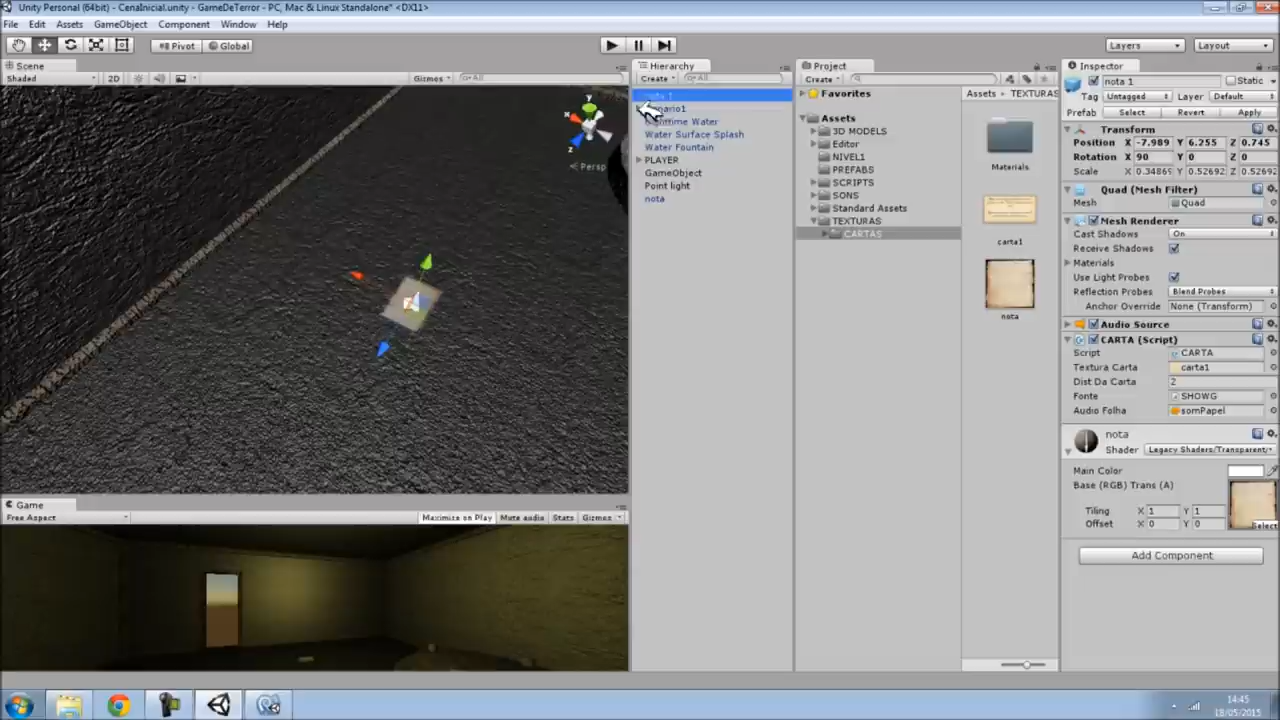 Unity Personal (64bit) - CenaInicial.unity - GameDeTerror - PC, Mac & Linux Standalone* <DX11>
File Edit Assets GameObject Component Window Help
Pivot Global Layers Layout
Scene
Shaded 2D Gizmos All
Persp
Game
Free Aspect Maximize on Play Mute audio Stats Gizmos
Hierarchy
Create All
nota 1
Water Surface Splash
Water Fountain
PLAYER
GameObject
Point light
nota
Project
Create
Favorites
Assets
3D MODELS
Editor
NIVEL1
PREFABS
SCRIPTS
SONS
Standard Assets
TEXTURAS
CARTAS
Assets TEXTURAS
Materials
carta1
nota
Inspector
nota 1 Static
Tag Untagged Layer Default
Prefab Select Revert Apply
Transform
Position X -7.989 Y 6.255 Z 0.745
Rotation X 90 Y 0 Z 0
Scale X 0.34869 Y 0.52692 Z 0.52692
Quad (Mesh Filter)
Mesh Quad
Mesh Renderer
Cast Shadows On
Receive Shadows
Materials
Use Light Probes
Reflection Probes Blend Probes
Anchor Override None (Transform)
Audio Source
CARTA (Script)
Script CARTA
Textura Carta carta1
Dist Da Carta 2
Fonte SHOWG
Audio Folha somPapel
nota
Shader Legacy Shaders/Transparent/
Main Color
Base (RGB) Trans (A)
Tiling X 1 Y 1
Offset X 0 Y 0
Select
Add Component
14:45
18/05/2015